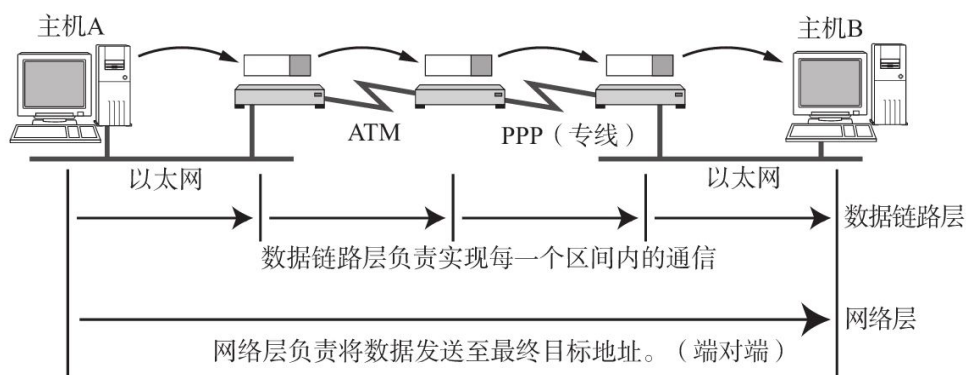 主机A
主机B
ATM
PPP（专线）
以太网
以太网
数据链路层
数据链路层负责实现每一个区间内的通信
网络层
网络层负责将数据发送至最终目标地址。（端对端）